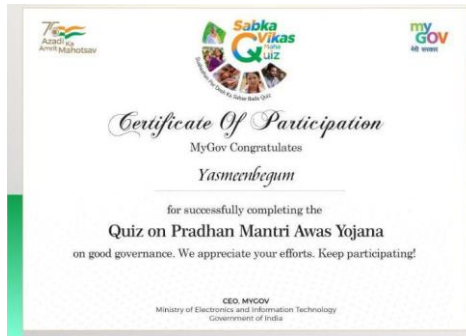 Azadi Ka
Amrit Mahotsav
Sabka
Vikas
Maha
Quiz
my
GOV
मेरी सरकार
Certificate Of Participation
MyGov Congratulates
Yasmeenbegum
for successfully completing the
Quiz on Pradhan Mantri Awas Yojana
on good governance. We appreciate your efforts. Keep participating!
CEO, MYGOV
Ministry of Electronics and Information Technology
Government of India